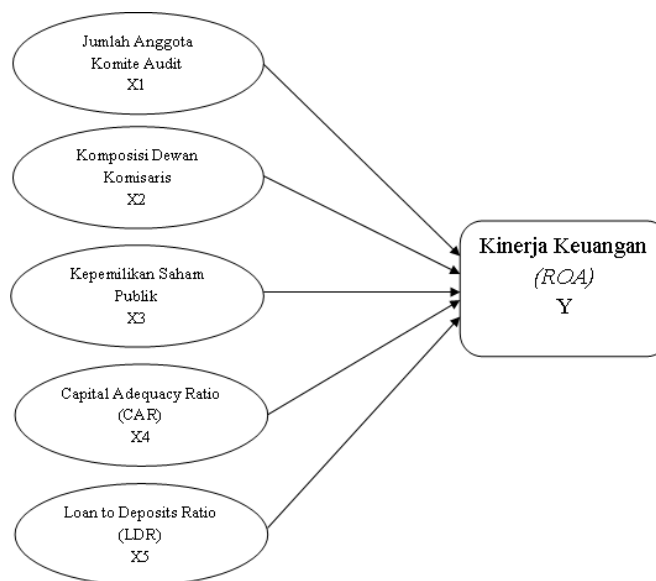 Jumlah Anggota
Komite Audit
X1
Komposisi Dewan
Komisaris
X2
Kepemilikan Saham
Publik
X3
Capital Adequacy Ratio
(CAR)
X4
Loan to Deposits Ratio
(LDR)
X5
Kinerja Keuangan
(ROA)
Y